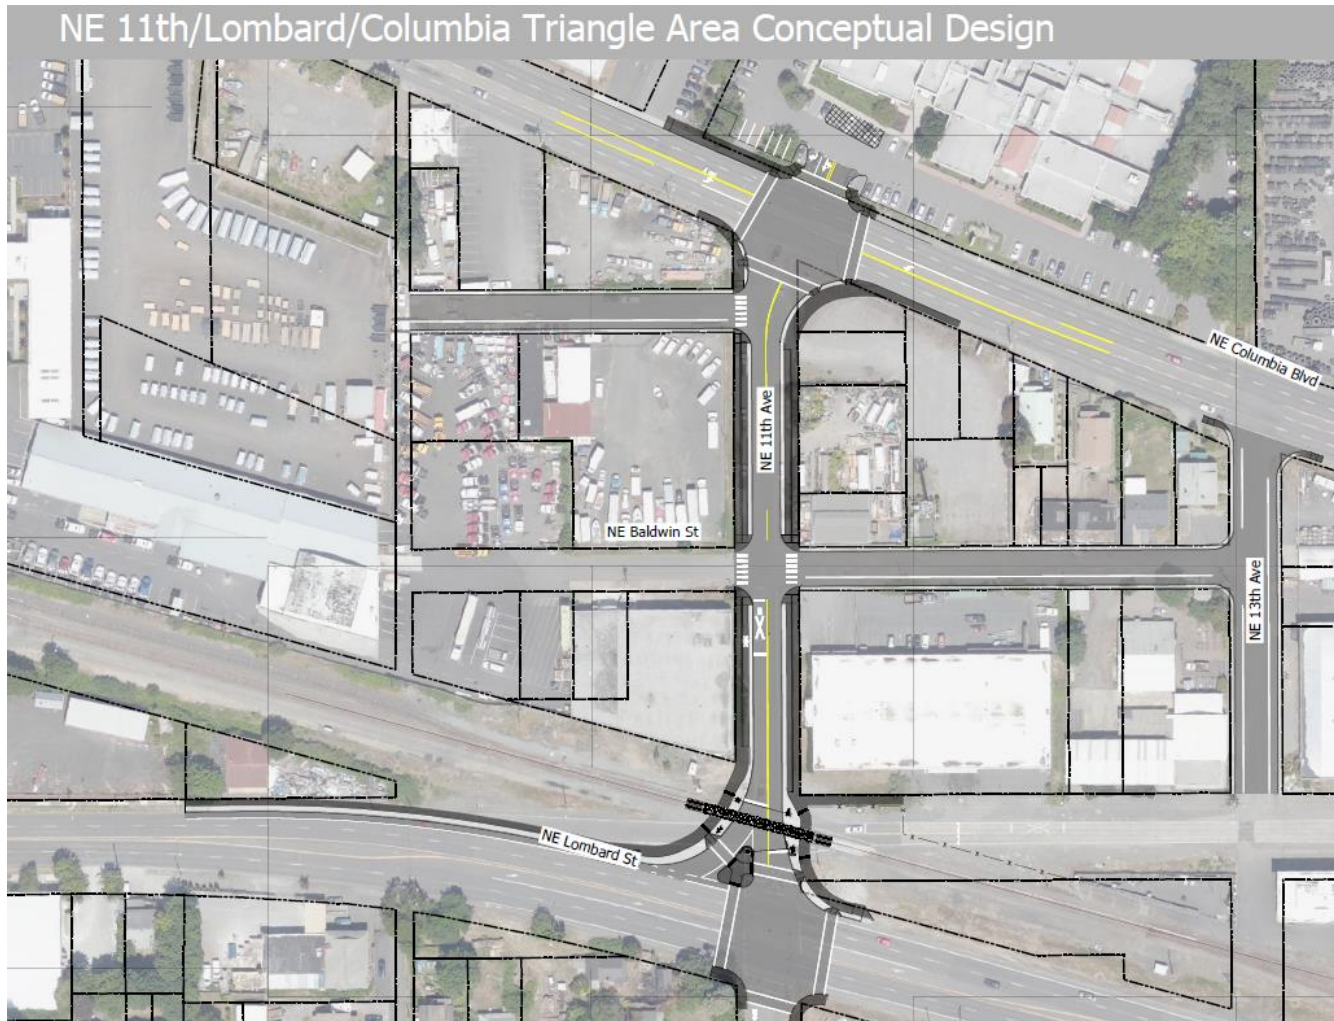 NE 11th/Lombard/Columbia Triangle Area Conceptual Design
NE Columbia Blvd
NE 11th Ave
NE Baldwin St
NE 13th Ave
NE Lombard St